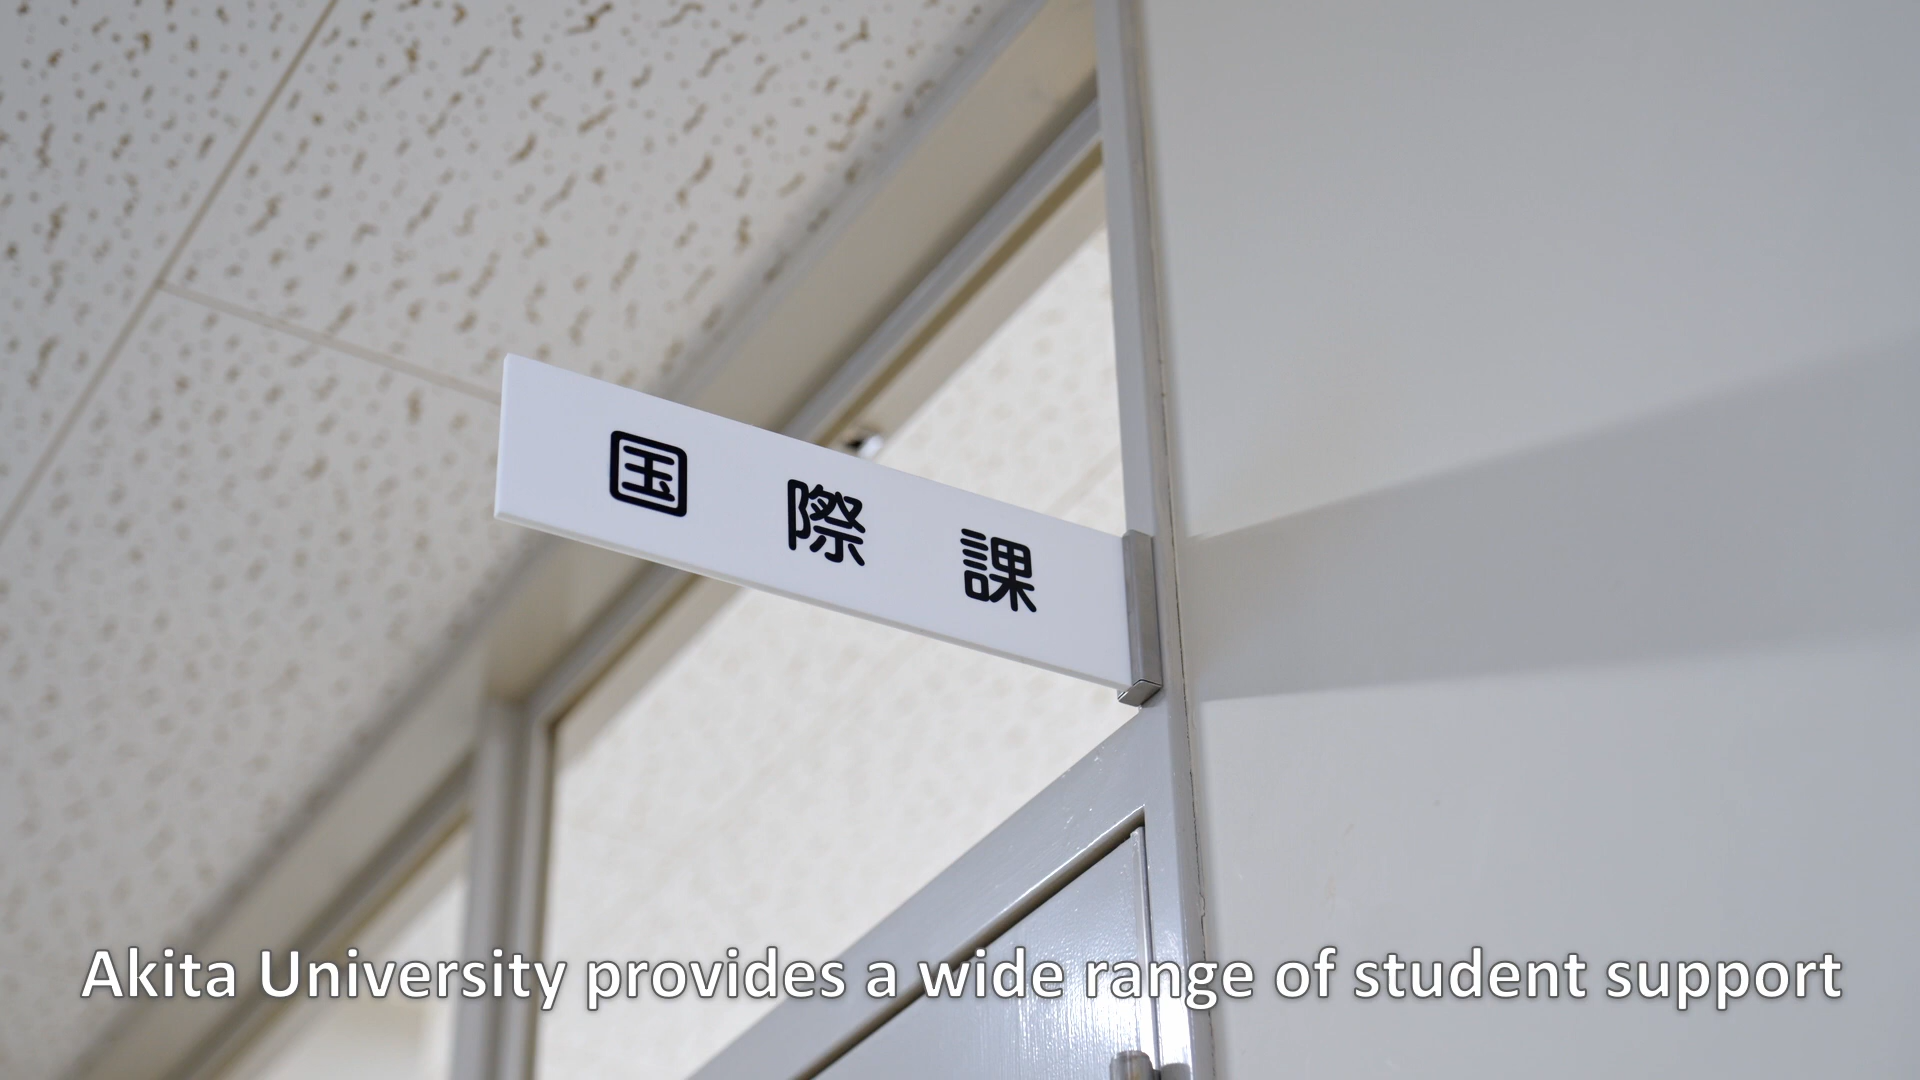 国際課
Akita University provides a wide range of student support